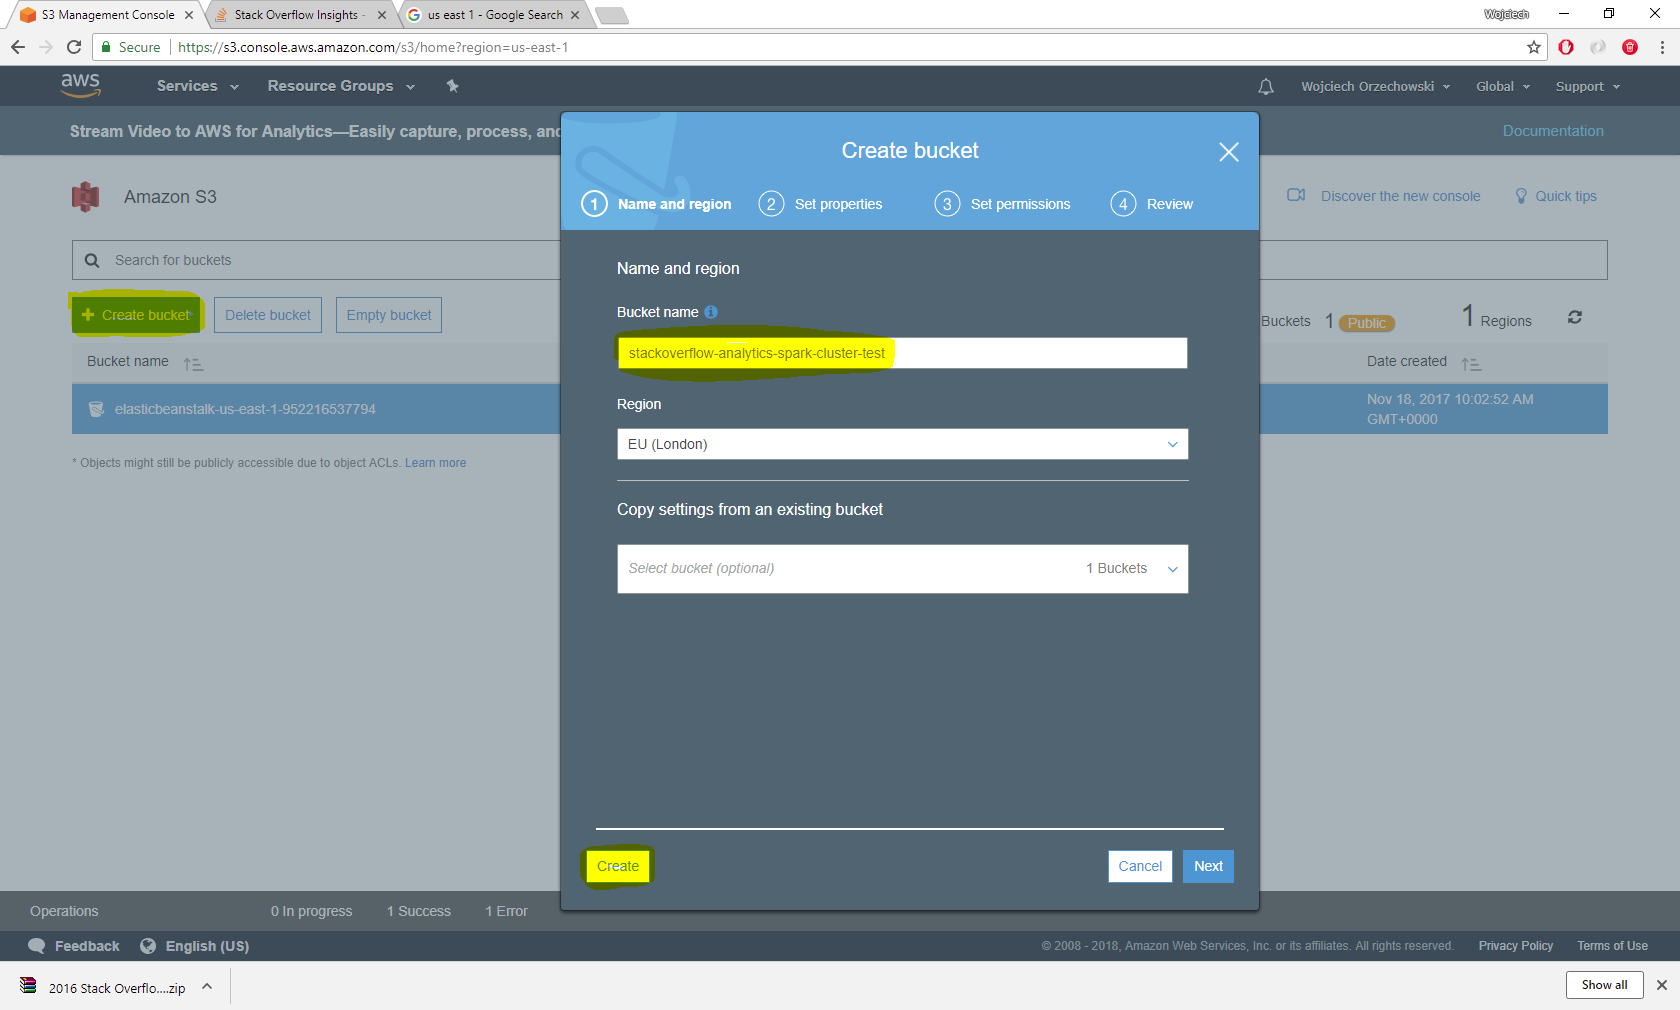 S3 Management Console
Stack Overflow Insights -
us east 1 - Google Search
Wojciech
Secure
https://s3.console.aws.amazon.com/s3/home?region=us-east-1
aws
Services
Resource Groups
Wojciech Orzechowski
Global
Support
Stream Video to AWS for Analytics—Easily capture, process, and
Documentation
Create bucket
1 Name and region
2 Set properties
3 Set permissions
4 Review
Amazon S3
Discover the new console
Quick tips
Search for buckets
Name and region
+ Create bucket
Delete bucket
Empty bucket
Bucket name
Buckets
1 Public
1 Regions
stackoverflow-analytics-spark-cluster-test
Bucket name
Date created
Region
elasticbeanstalk-us-east-1-952216537794
Nov 18, 2017 10:02:52 AM
GMT+0000
EU (London)
* Objects might still be publicly accessible due to object ACLs. Learn more
Copy settings from an existing bucket
Select bucket (optional)
1 Buckets
Create
Cancel
Next
Operations
0 In progress
1 Success
1 Error
Feedback
English (US)
© 2008 - 2018, Amazon Web Services, Inc. or its affiliates. All rights reserved.
Privacy Policy
Terms of Use
2016 Stack Overflo....zip
Show all